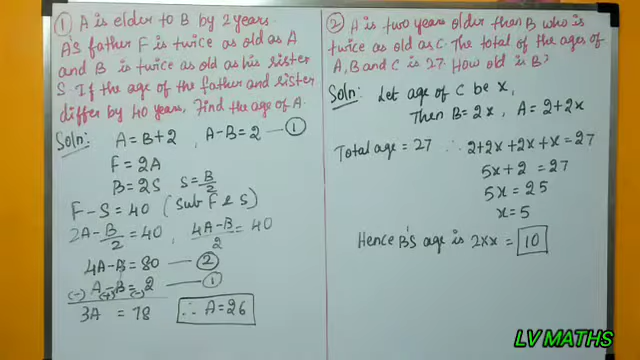 ① A is elder to B by 2 years.
A's father F is twice as old as A
and B is twice as old as his sister
S. If the age of the father and sister
differ by 40 years, Find the age of A.
Soln: A = B+2 , A-B = 2 — ①
F = 2A
B = 2S S = B/2
F-S = 40 (Sub F & S)
2A - B/2 = 40 , 4A-B/2 = 40
4A-B = 80 — ②
A-B = 2 — ①
(-) (+) (-)
3A = 78 ∴ A = 26
② A is two years older then B who is
twice as old as C. The total of the ages of
A, B and C is 27. How old is B?
Soln: Let age of C be x,
Then B = 2x, A = 2+2x
Total age = 27 ∴ 2+2x+2x+x = 27
5x+2 = 27
5x = 25
x = 5
Hence B's age is 2xx = 10
LV MATHS